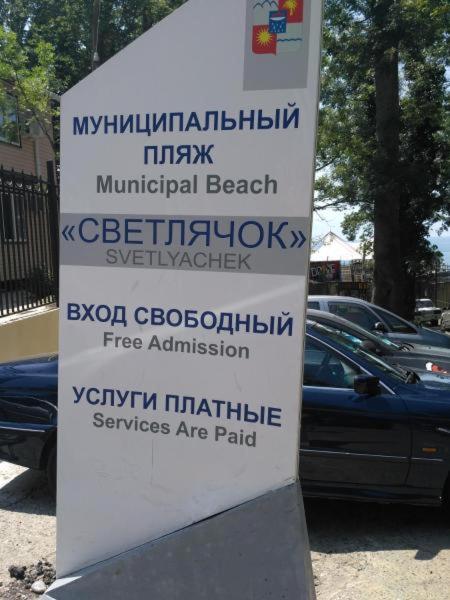 МУНИЦИПАЛЬНЫЙ
ПЛЯЖ
Municipal Beach
«СВЕТЛЯЧОК»
SVETLYACHEK
ВХОД СВОБОДНЫЙ
Free Admission
УСЛУГИ ПЛАТНЫЕ
Services Are Paid